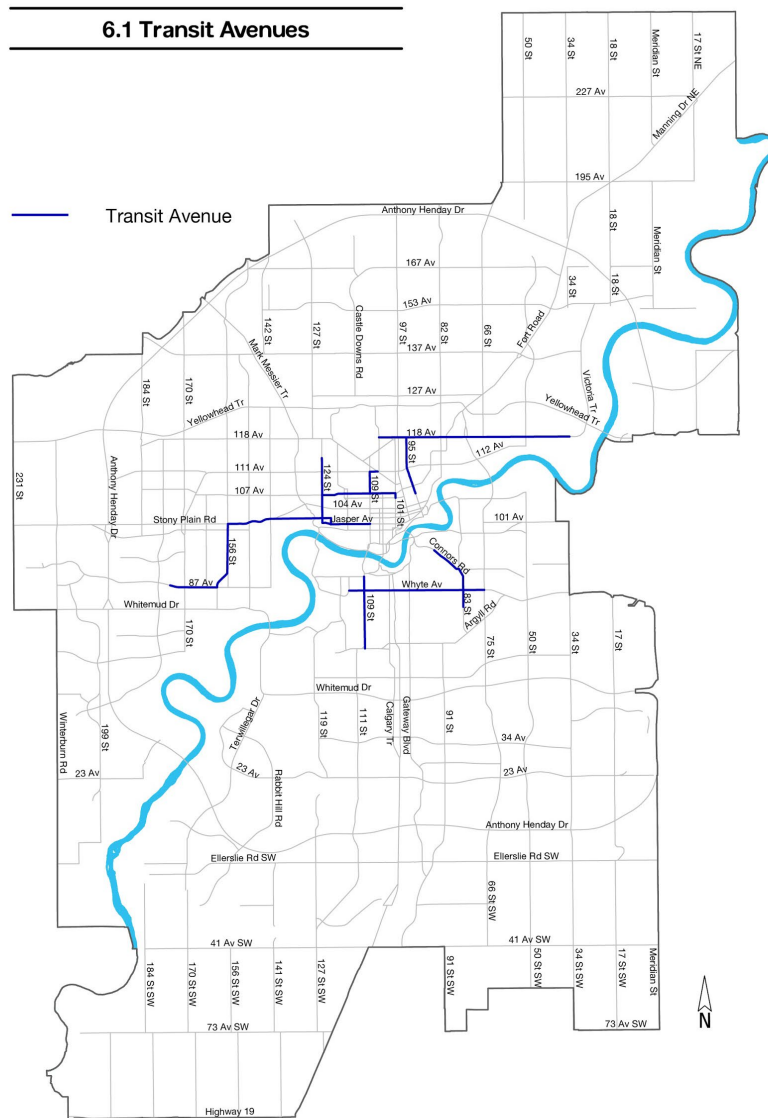 6.1 Transit Avenues
50 St
34 St
18 St
Meridian St
17 St NE
227 Av
Manning Dr NE
195 Av
Transit Avenue
Anthony Henday Dr
18 St
Meridian St
167 Av
34 St
18 St
153 Av
142 St
127 St
Castle Downs Rd
97 St
82 St
66 St
Fort Road
Mark Messier Tr
137 Av
184 St
170 St
127 Av
Victoria Tr
Yellowhead Tr
Yellowhead Tr
118 Av
118 Av
95 St
112 Av
231 St
Anthony Henday Dr
111 Av
124 St
109 St
107 Av
104 Av
101 St
Stony Plain Rd
Jasper Av
101 Av
156 St
Connors Rd
87 Av
Whyte Av
83 St
Whitemud Dr
109 St
Argyll Rd
170 St
75 St
50 St
34 St
17 St
Whitemud Dr
Winterburn Rd
199 St
Terwillegar Dr
119 St
111 St
Calgary Tr
Gateway Blvd
91 St
34 Av
23 Av
23 Av
23 Av
Rabbit Hill Rd
Anthony Henday Dr
Ellerslie Rd SW
Ellerslie Rd SW
66 St SW
41 Av SW
41 Av SW
184 St SW
170 St SW
156 St SW
141 St SW
127 St SW
91 St SW
50 St SW
34 St SW
17 St SW
Meridian St
N
73 Av SW
73 Av SW
Highway 19